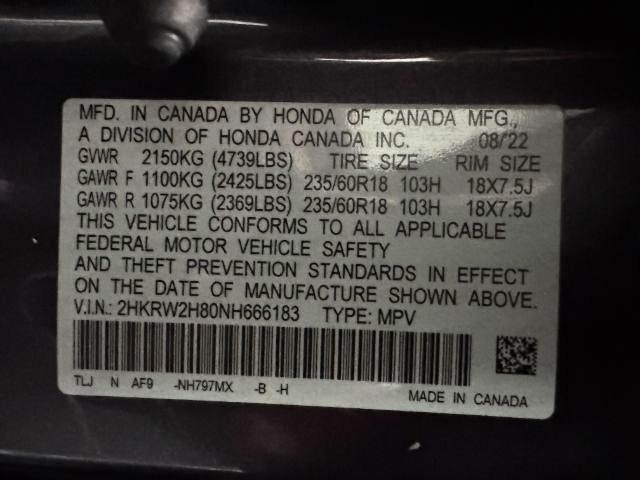 MFD. IN CANADA BY HONDA OF CANADA MFG.,
A DIVISION OF HONDA CANADA INC. 08/22
GVWR 2150KG (4739LBS) TIRE SIZE RIM SIZE
GAWR F 1100KG (2425LBS) 235/60R18 103H 18X7.5J
GAWR R 1075KG (2369LBS) 235/60R18 103H 18X7.5J
THIS VEHICLE CONFORMS TO ALL APPLICABLE
FEDERAL MOTOR VEHICLE SAFETY
AND THEFT PREVENTION STANDARDS IN EFFECT
ON THE DATE OF MANUFACTURE SHOWN ABOVE.
V.I.N.: 2HKRW2H80NH666183 TYPE: MPV
TLJ N AF9 -NH797MX -B -H
MADE IN CANADA